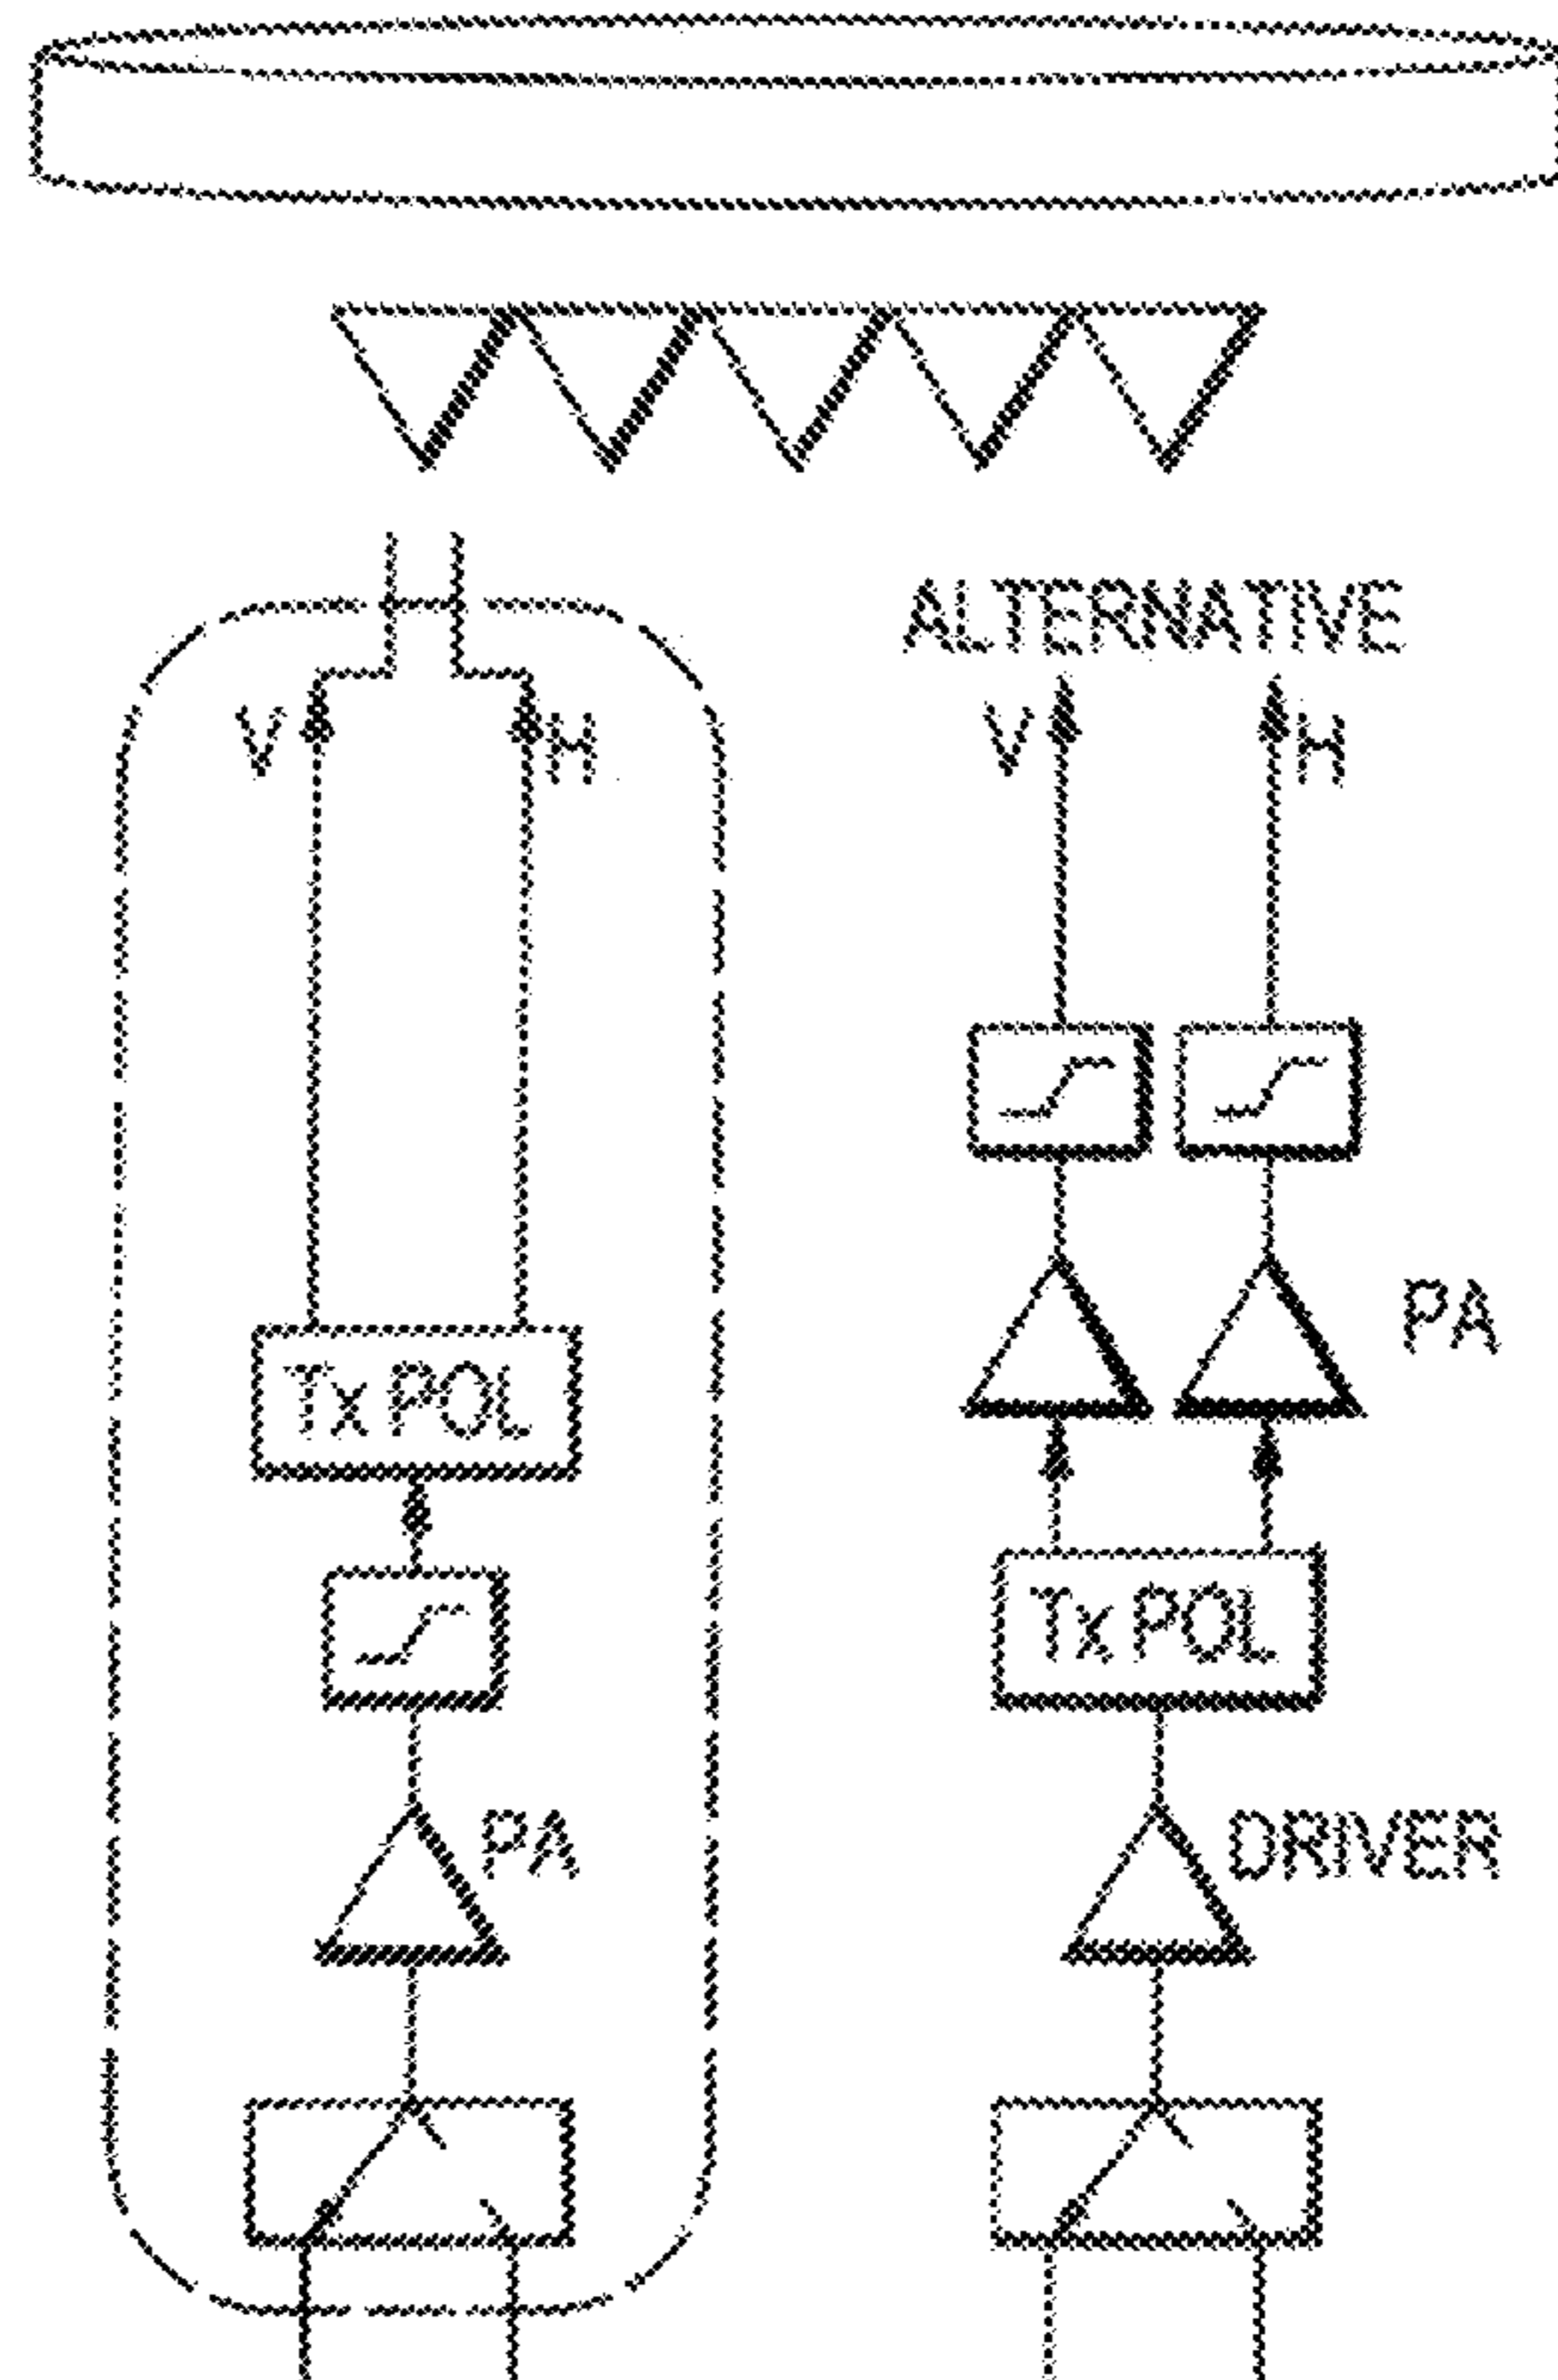 ALTERNATIVE
V H
V H
PA
Tx POL
Tx POL
PA
DRIVER